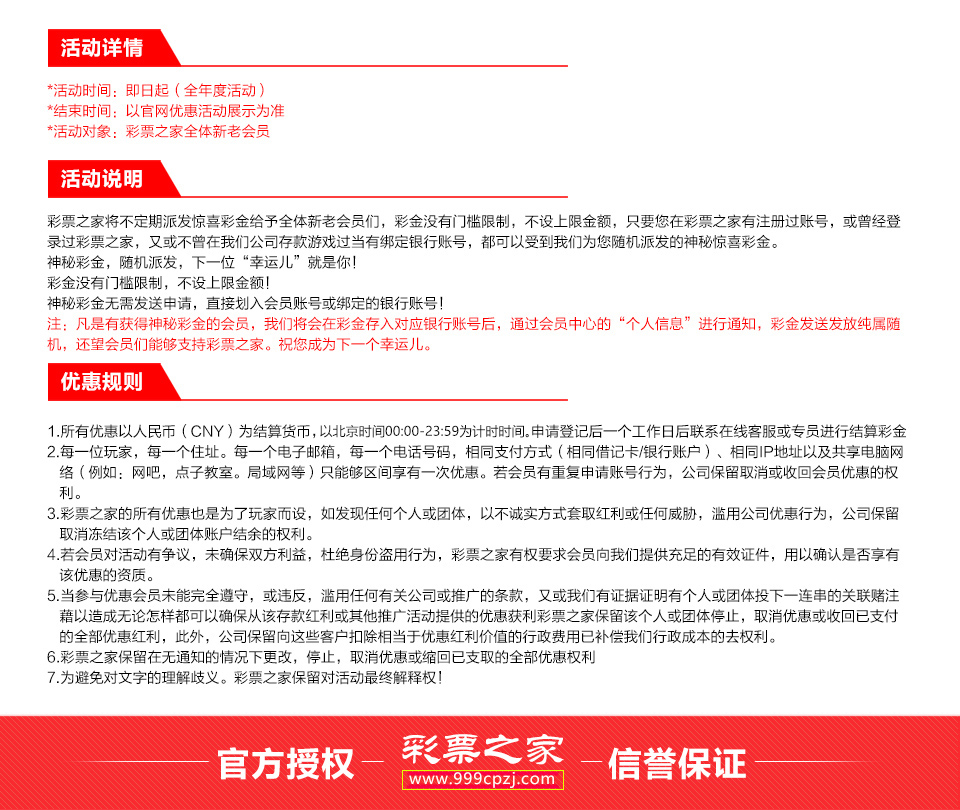 活动详情
*活动时间：即日起（全年度活动）
*结束时间：以官网优惠活动展示为准
*活动对象：彩票之家全体新老会员
活动说明
彩票之家将不定期派发惊喜彩金给予全体新老会员们，彩金没有门槛限制，不设上限金额，只要您在彩票之家有注册过账号，或曾经登
录过彩票之家，又或不曾在我们公司存款游戏过当有绑定银行账号，都可以受到我们为您随机派发的神秘惊喜彩金。
神秘彩金，随机派发，下一位“幸运儿”就是你！
彩金没有门槛限制，不设上限金额！
神秘彩金无需发送申请，直接划入会员账号或绑定的银行账号！
注：凡是有获得神秘彩金的会员，我们将会在彩金存入对应银行账号后，通过会员中心的“个人信息”进行通知，彩金发送发放纯属随
机，还望会员们能够支持彩票之家。祝您成为下一个幸运儿。
优惠规则
1.所有优惠以人民币（CNY）为结算货币，以北京时间00:00-23:59为计时时间。申请登记后一个工作日后联系在线客服或专员进行结算彩金
2.每一位玩家，每一个住址。每一个电子邮箱，每一个电话号码，相同支付方式（相同借记卡/银行账户）、相同IP地址以及共享电脑网
络（例如：网吧，点子教室。局域网等）只能够区间享有一次优惠。若会员有重复申请账号行为，公司保留取消或收回会员优惠的权
利。
3.彩票之家的所有优惠也是为了玩家而设，如发现任何个人或团体，以不诚实方式套取红利或任何威胁，滥用公司优惠行为，公司保留
取消冻结该个人或团体账户结余的权利。
4.若会员对活动有争议，未确保双方利益，杜绝身份盗用行为，彩票之家有权要求会员向我们提供充足的有效证件，用以确认是否享有
该优惠的资质。
5.当参与优惠会员未能完全遵守，或违反，滥用任何有关公司或推广的条款，又或我们有证据证明有个人或团体投下一连串的关联赌注
藉以造成无论怎样都可以确保从该存款红利或其他推广活动提供的优惠获利彩票之家保留该个人或团体停止，取消优惠或收回已支付
的全部优惠红利，此外，公司保留向这些客户扣除相当于优惠红利价值的行政费用已补偿我们行政成本的去权利。
6.彩票之家保留在无通知的情况下更改，停止，取消优惠或缩回已支取的全部优惠权利
7.为避免对文字的理解歧义。彩票之家保留对活动最终解释权！
官方授权 彩票之家 信誉保证
www.999cpzj.com